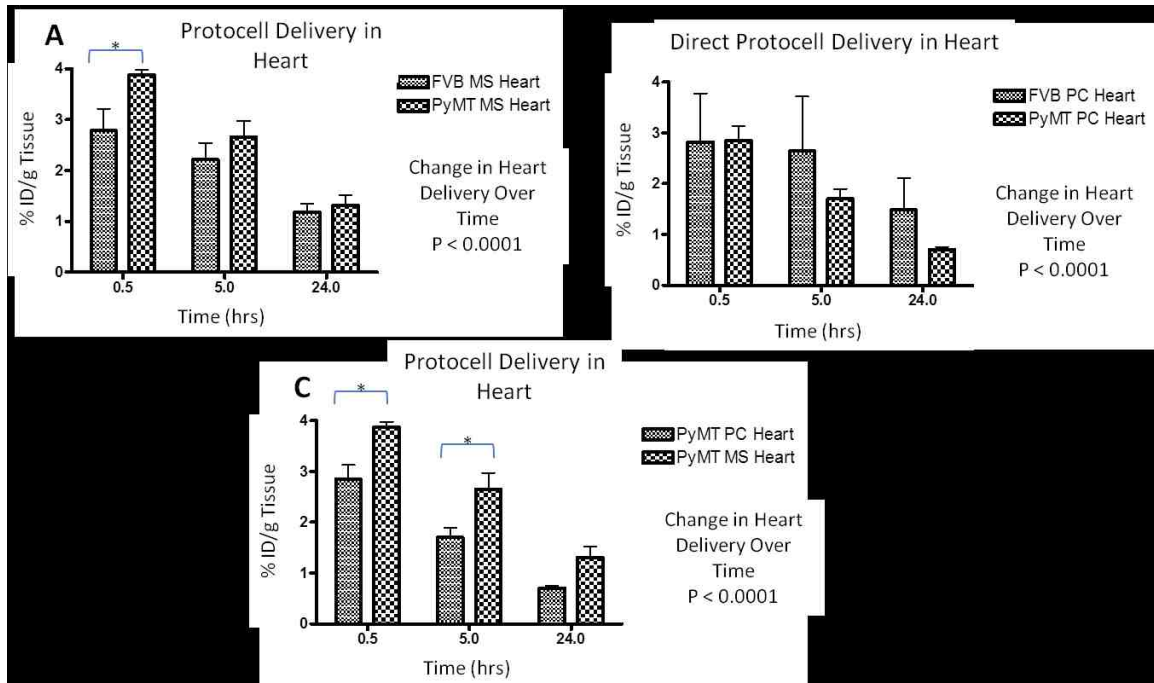 A
Protocell Delivery in
Heart
*
4
3
2
1
0
% ID/g Tissue
FVB MS Heart
PyMT MS Heart
Change in Heart
Delivery Over
Time
P < 0.0001
0.5
5.0
24.0
Time (hrs)
Direct Protocell Delivery in Heart
4
3
2
1
0
% ID/g Tissue
FVB PC Heart
PyMT PC Heart
Change in Heart
Delivery Over
Time
P < 0.0001
0.5
5.0
24.0
Time (hrs)
C
Protocell Delivery in
Heart
*
*
4
3
2
1
0
% ID/g Tissue
PyMT PC Heart
PyMT MS Heart
Change in Heart
Delivery Over
Time
P < 0.0001
0.5
5.0
24.0
Time (hrs)